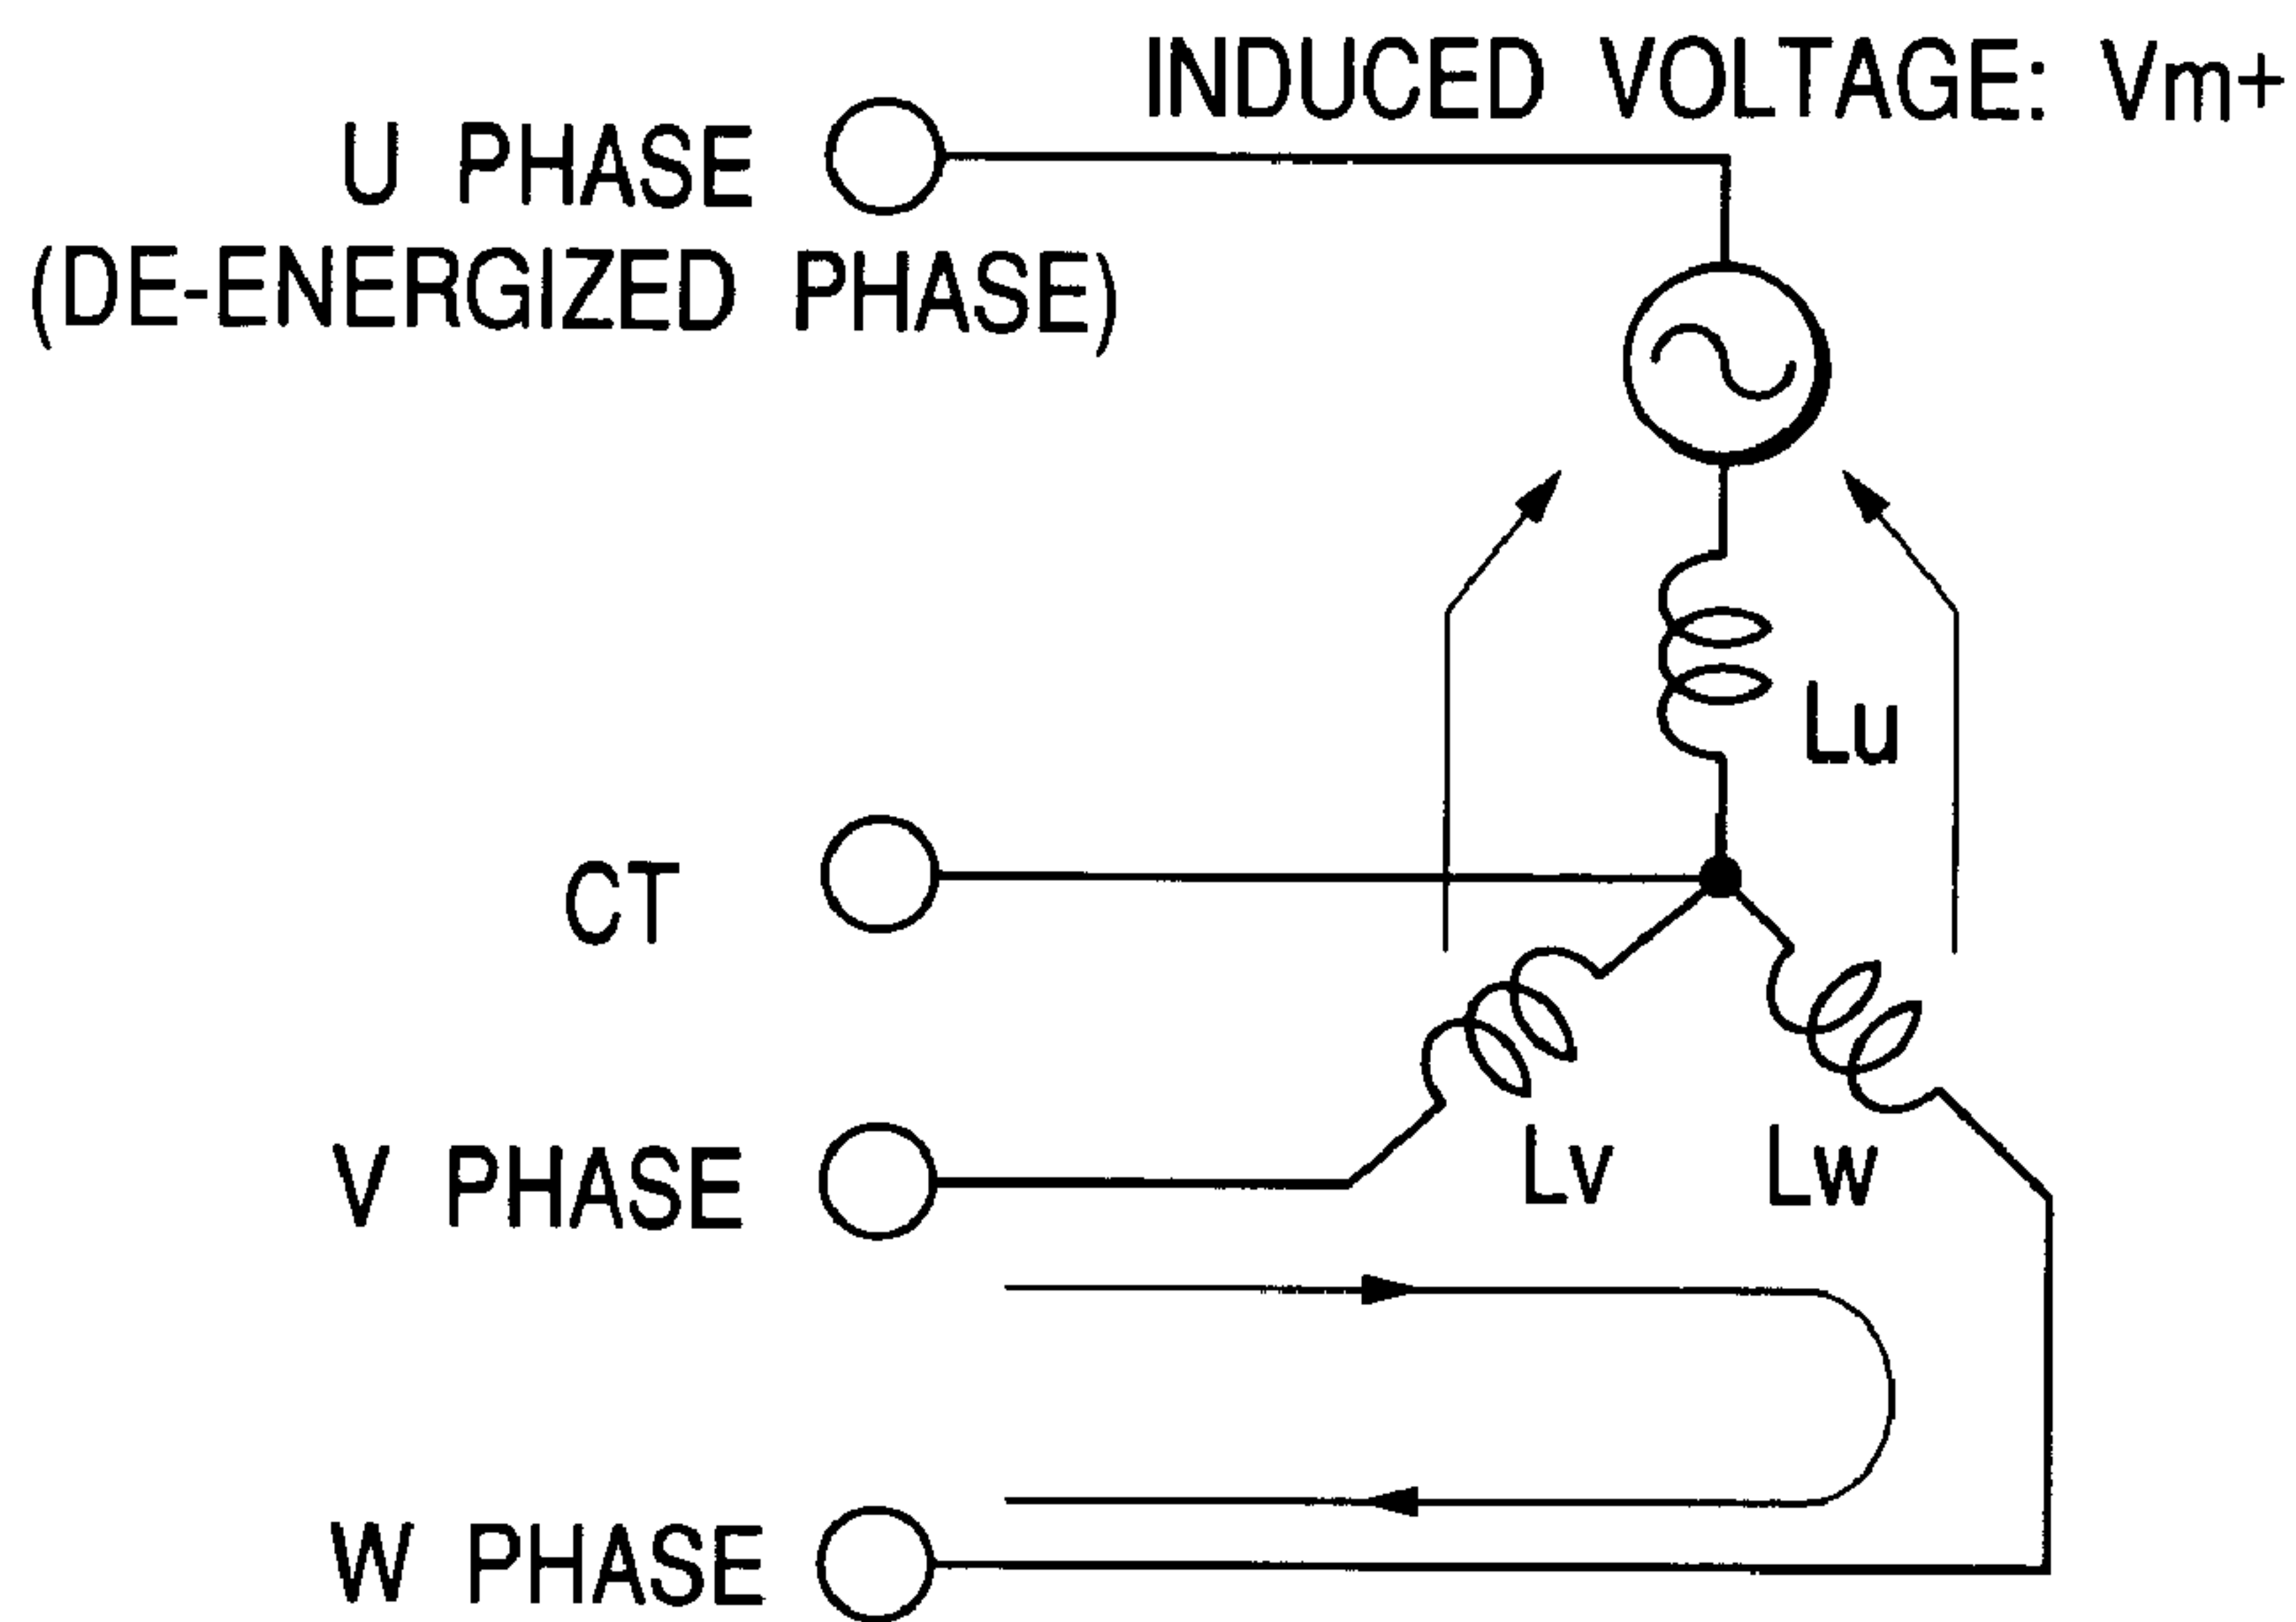 INDUCED VOLTAGE: Vm+
U PHASE
(DE-ENERGIZED PHASE)
Lu
CT
Lv
Lw
V PHASE
W PHASE